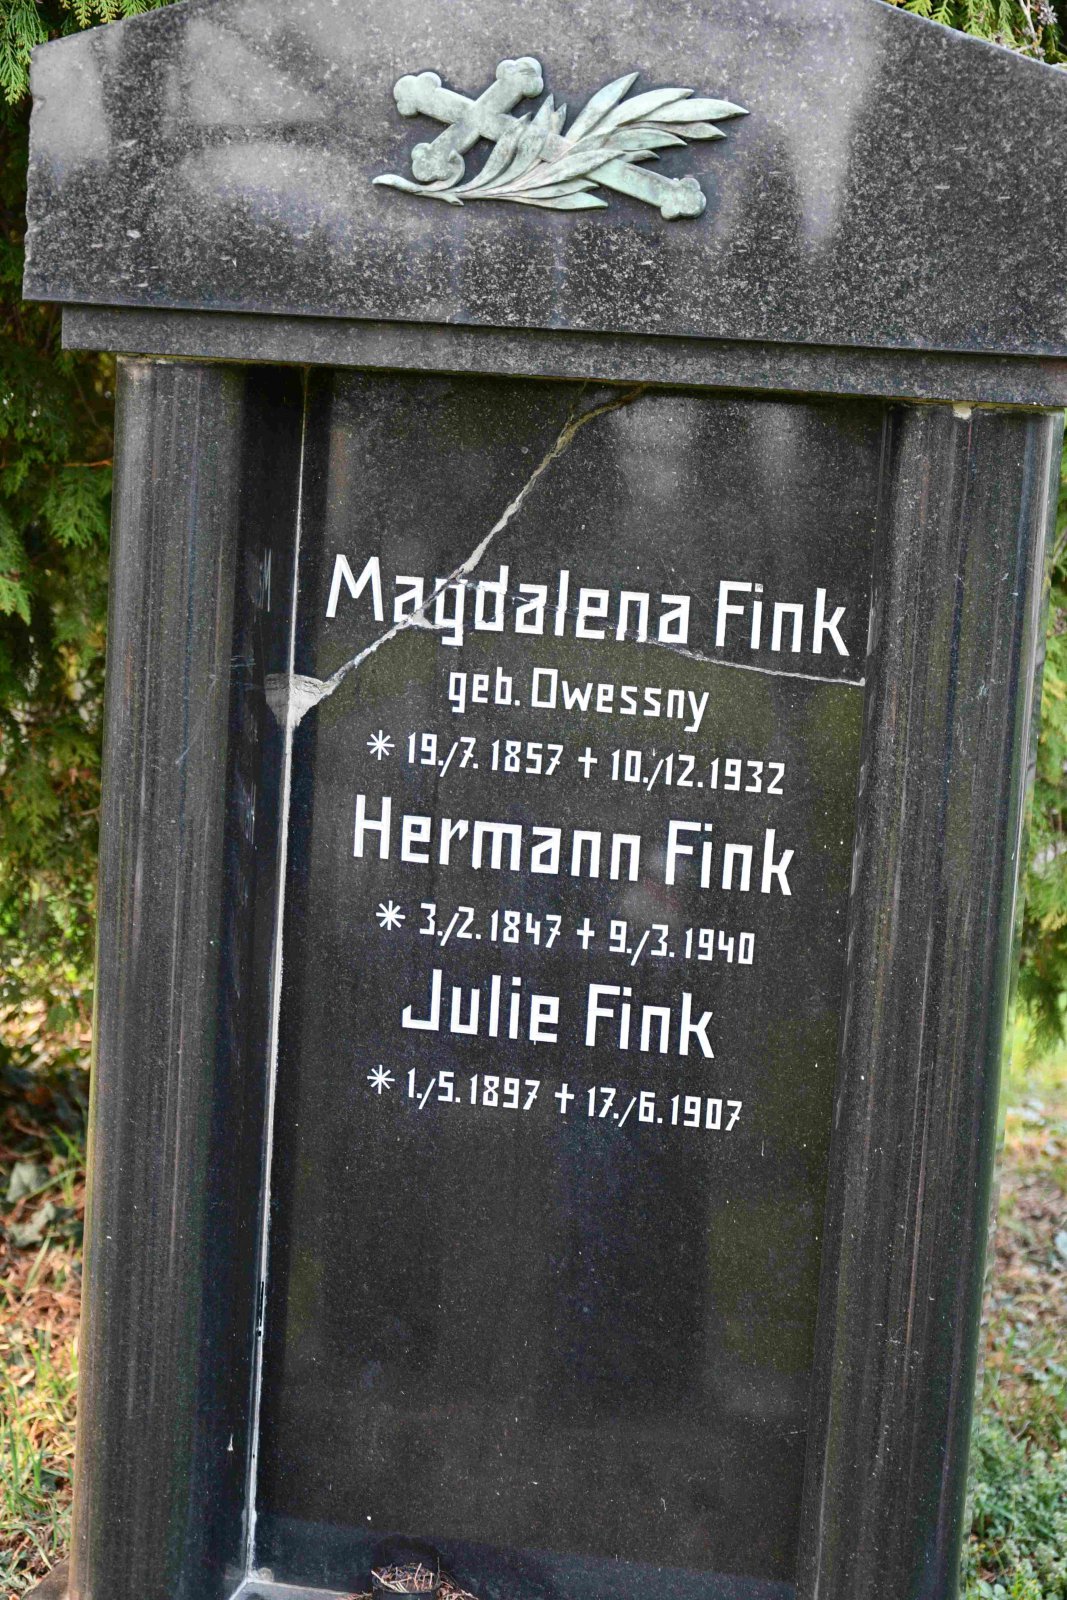 Magdalena Fink
geb. Owessny
* 19./7. 1857 † 10./12. 1932
Hermann Fink
* 3./2. 1847 † 9./3. 1940
Julie Fink
* 1./5. 1897 † 17./6. 1907